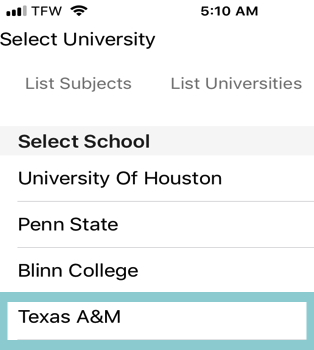 TFW 5:10 AM
Select University
List Subjects List Universities
Select School
University Of Houston
Penn State
Blinn College
Texas A&M